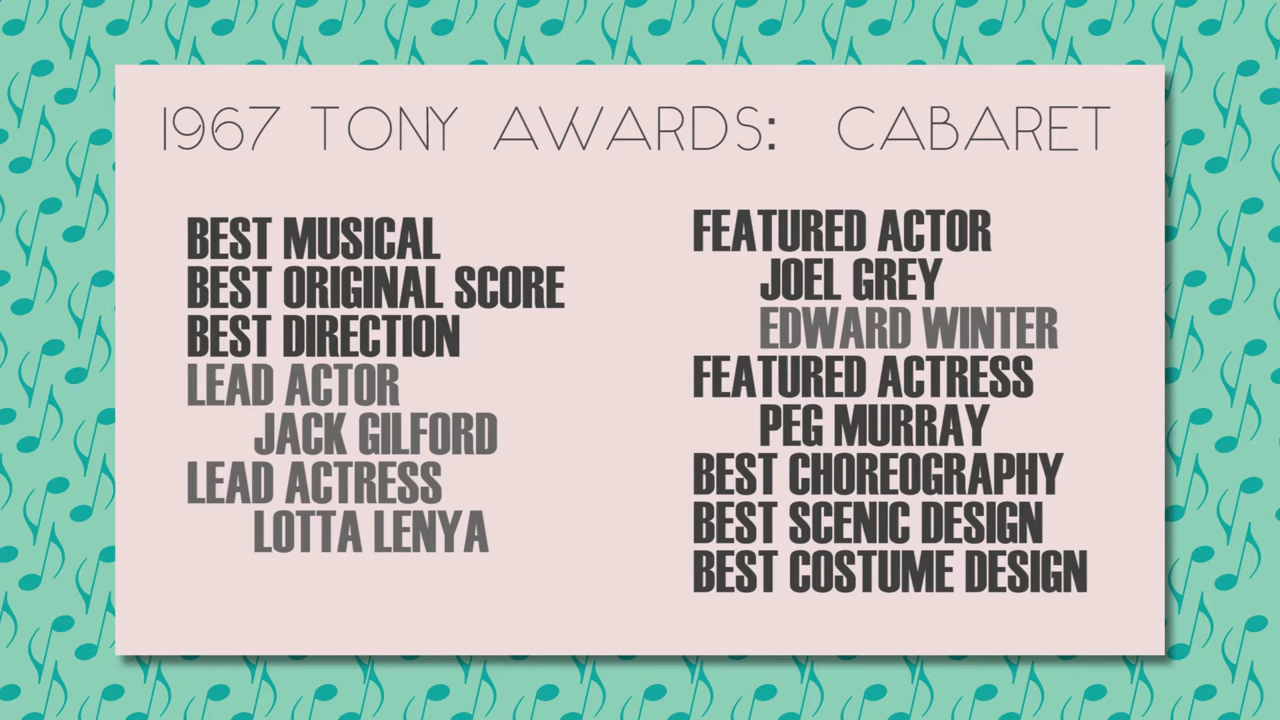 1967 TONY AWARDS: CABARET
BEST MUSICAL
BEST ORIGINAL SCORE
BEST DIRECTION
LEAD ACTOR
JACK GILFORD
LEAD ACTRESS
LOTTA LENYA
FEATURED ACTOR
JOEL GREY
EDWARD WINTER
FEATURED ACTRESS
PEG MURRAY
BEST CHOREOGRAPHY
BEST SCENIC DESIGN
BEST COSTUME DESIGN